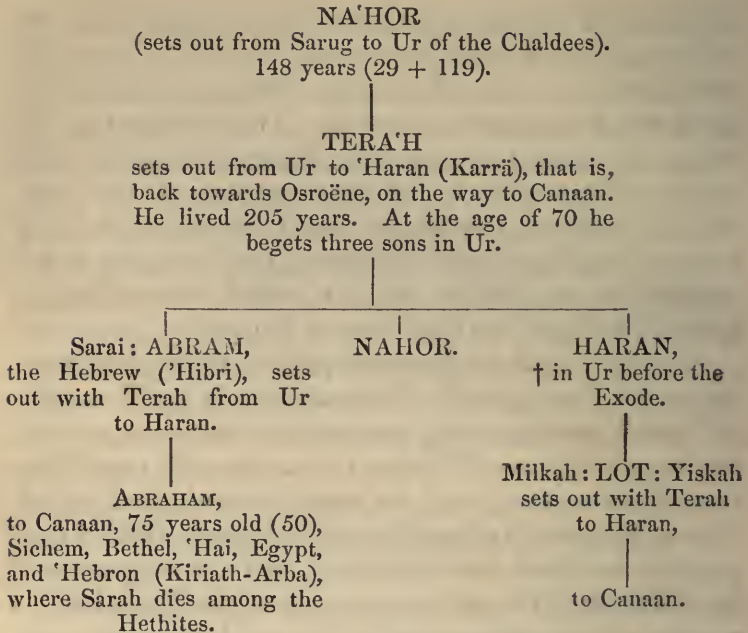 NA'HOR
(sets out from Sarug to Ur of the Chaldees).
148 years (29 + 119).
TERA'H
sets out from Ur to 'Haran (Karrä), that is,
back towards Osroëne, on the way to Canaan.
He lived 205 years. At the age of 70 he
begets three sons in Ur.
Sarai: ABRAM,
the Hebrew ('Hibri), sets
out with Terah from Ur
to Haran.
ABRAHAM,
to Canaan, 75 years old (50),
Sichem, Bethel, 'Hai, Egypt,
and 'Hebron (Kiriath-Arba),
where Sarah dies among the
Hethites.
NAHOR.
HARAN,
† in Ur before the
Exode.
Milkah: LOT: Yiskah
sets out with Terah
to Haran,
to Canaan.